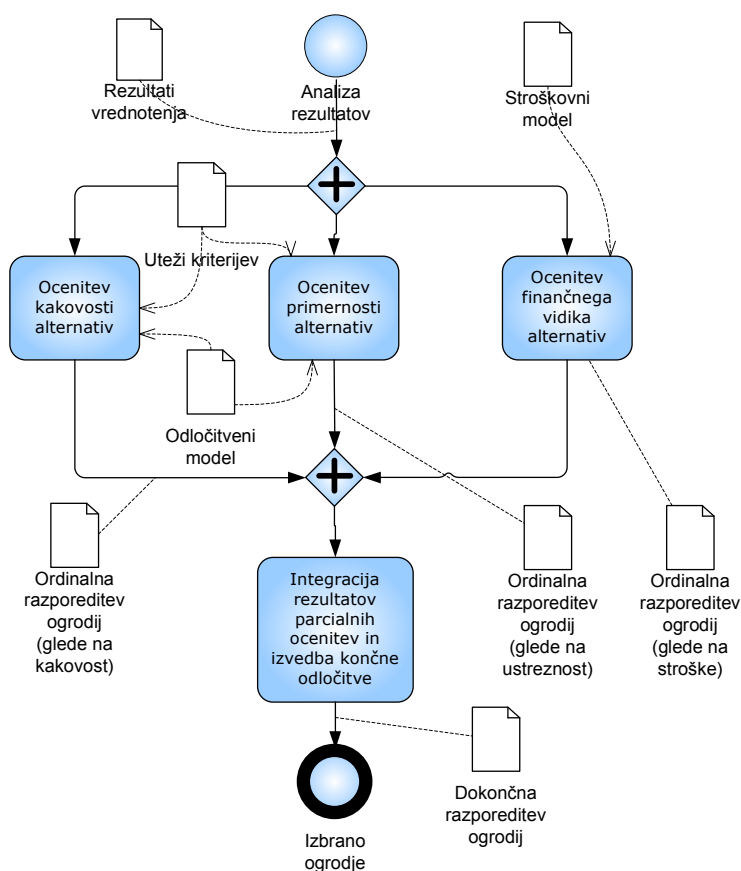 Rezultati
vrednotenja
Analiza
rezultatov
Stroškovni
model
Uteži kriterijev
Ocenitev
kakovosti
alternativ
Ocenitev
primernosti
alternativ
Ocenitev
finančnega
vidika
alternativ
Odločitveni
model
Ordinalna
razporeditev
ogrodij
(glede na
kakovost)
Integracija
rezultatov
parcialnih
ocenitev in
izvedba končne
odločitve
Ordinalna
razporeditev
ogrodij
(glede na
ustreznost)
Ordinalna
razporeditev
ogrodij
(glede na
stroške)
Dokončna
razporeditev
ogrodij
Izbrano
ogrodje